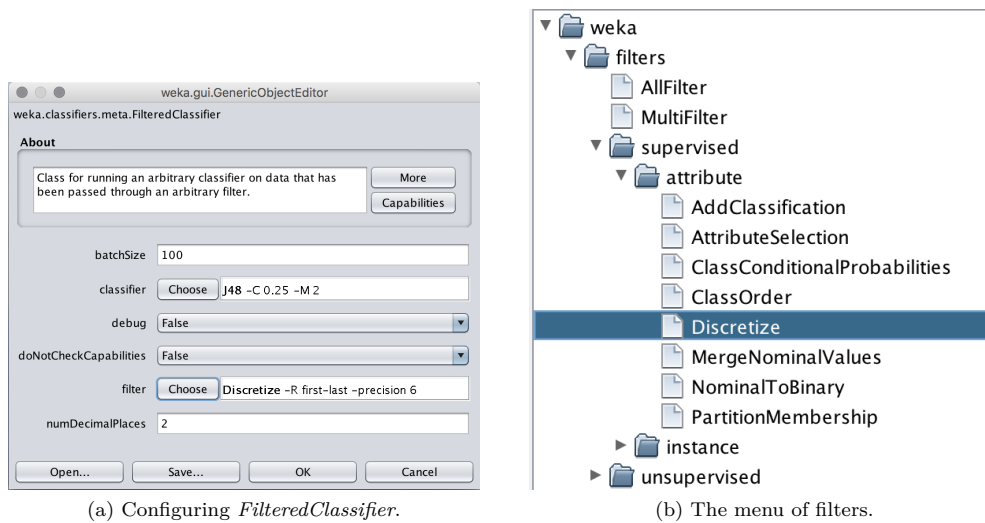 weka.gui.GenericObjectEditor
weka.classifiers.meta.FilteredClassifier
About
Class for running an arbitrary classifier on data that has
been passed through an arbitrary filter.
More
Capabilities
batchSize 100
classifier Choose J48 -C 0.25 -M 2
debug False
doNotCheckCapabilities False
filter Choose Discretize -R first-last -precision 6
numDecimalPlaces 2
Open... Save... OK Cancel
(a) Configuring FilteredClassifier.
weka
filters
AllFilter
MultiFilter
supervised
attribute
AddClassification
AttributeSelection
ClassConditionalProbabilities
ClassOrder
Discretize
MergeNominalValues
NominalToBinary
PartitionMembership
instance
unsupervised
(b) The menu of filters.